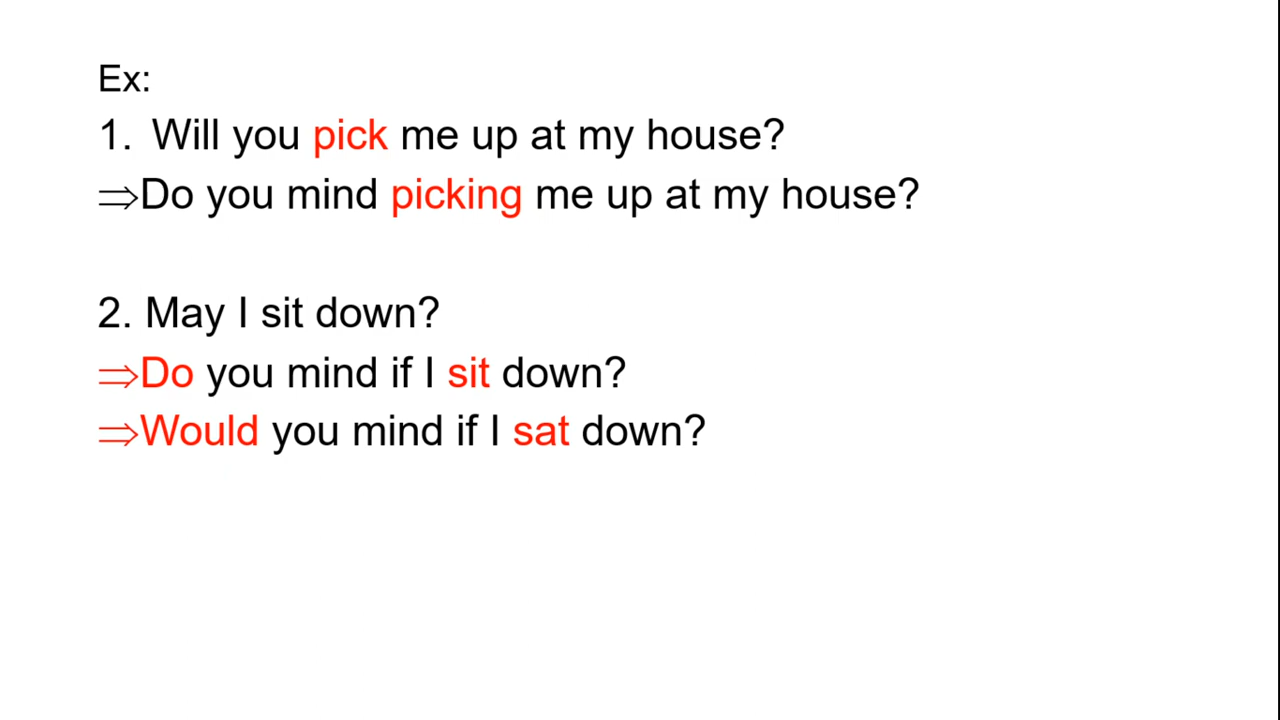 Ex:
1. Will you pick me up at my house?
⇒Do you mind picking me up at my house?
2. May I sit down?
⇒Do you mind if I sit down?
⇒Would you mind if I sat down?